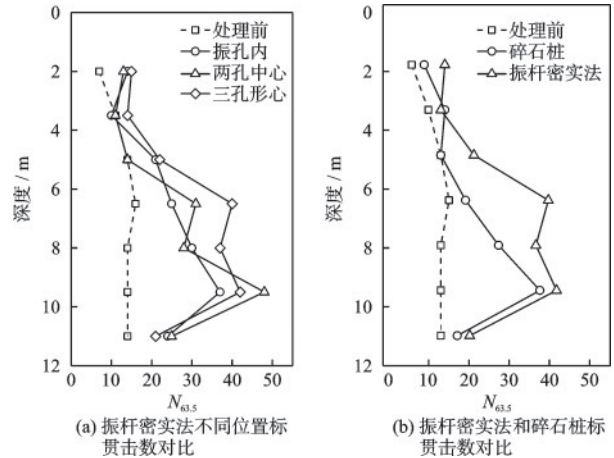 0
2
4
6
8
10
12
深度/m
处理前
振孔内
两孔中心
三孔形心
0 10 20 30 40 50
N63.5
(a) 振杆密实法不同位置标
贯击数对比
0
2
4
6
8
10
12
深度/m
处理前
碎石桩
振杆密实法
0 10 20 30 40 50
N63.5
(b) 振杆密实法和碎石桩标
贯击数对比